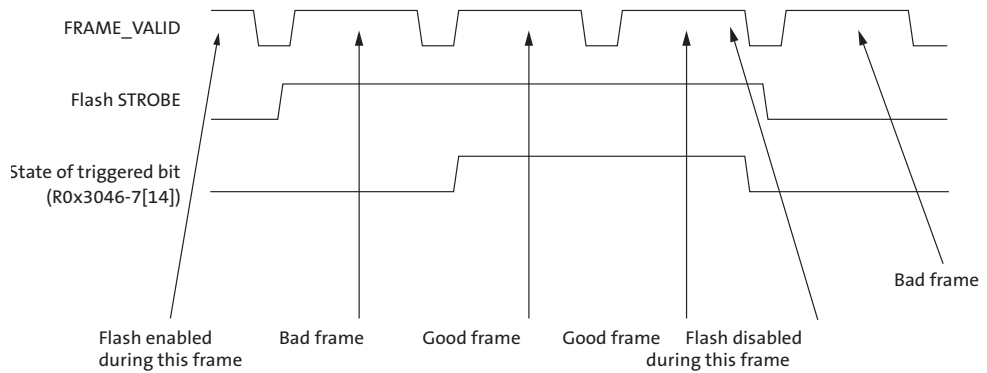 FRAME_VALID
Flash STROBE
State of triggered bit
(R0x3046-7[14])
Bad frame
Flash enabled
during this frame
Bad frame
Good frame
Good frame
Flash disabled
during this frame